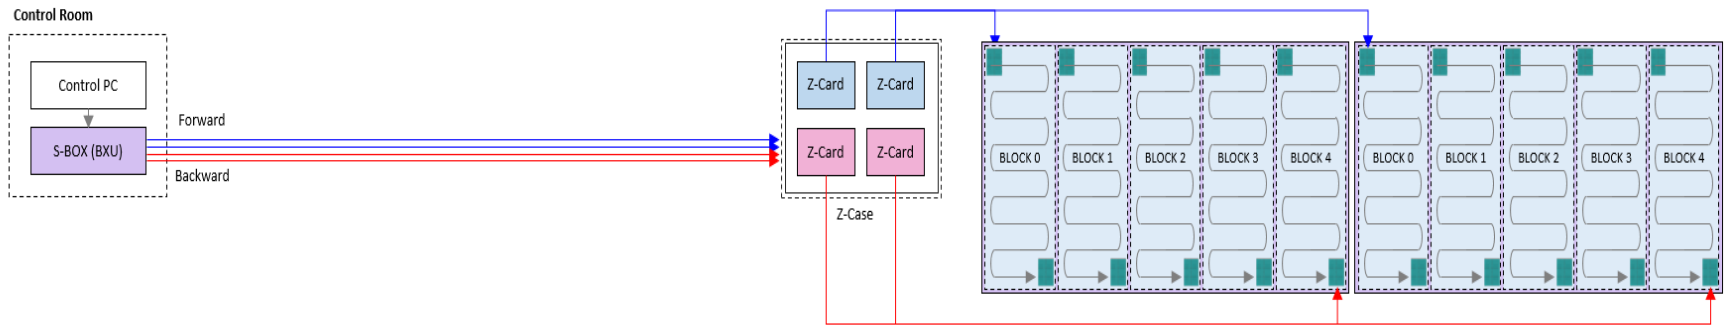 Control Room
Control PC
S-BOX (BXU)
Forward
Backward
Z-Card
Z-Card
Z-Card
Z-Card
Z-Case
BLOCK 0
BLOCK 1
BLOCK 2
BLOCK 3
BLOCK 4
BLOCK 0
BLOCK 1
BLOCK 2
BLOCK 3
BLOCK 4